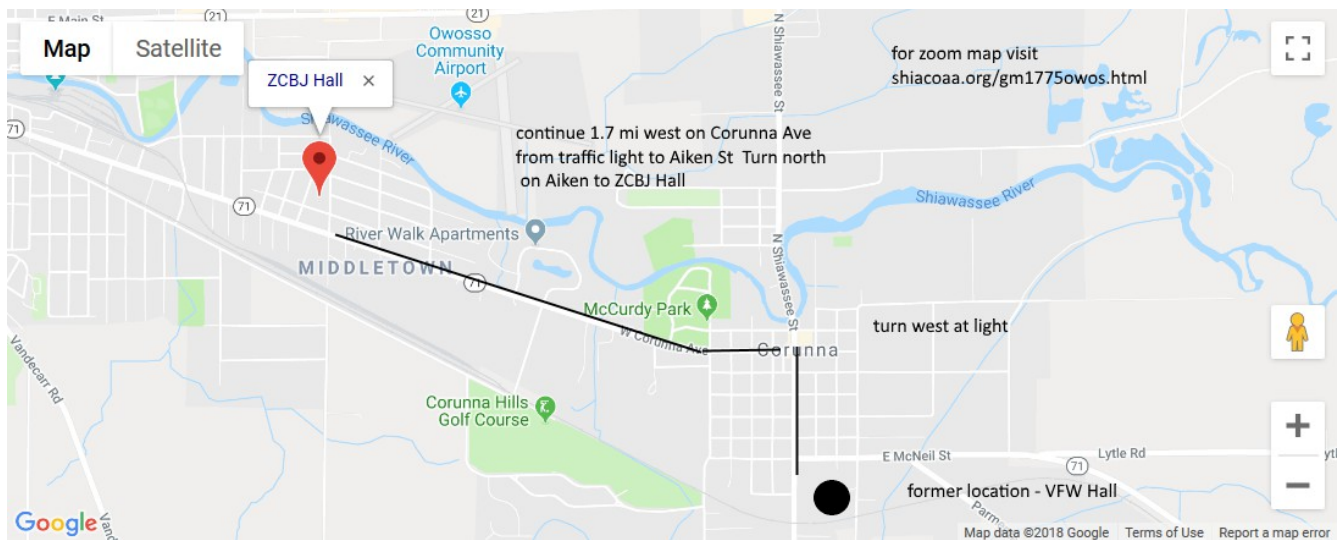 E Main St
21
21
Map
Satellite
Owosso
Community
Airport
N Shiawassee St
for zoom map visit
shiacoaa.org/gm1775owos.html
ZCBJ Hall ×
Shiawassee River
71
continue 1.7 mi west on Corunna Ave
from traffic light to Aiken St Turn north
on Aiken to ZCBJ Hall
Shiawassee River
71
River Walk Apartments
N Shiawassee St
MIDDLETOWN
71
McCurdy Park
turn west at light
W Corunna Ave
Corunna
Vandecarr Rd
Corunna Hills
Golf Course
+
E McNeil St
Lytle Rd
71
former location - VFW Hall
−
Google
Map data ©2018 Google
Terms of Use
Report a map error